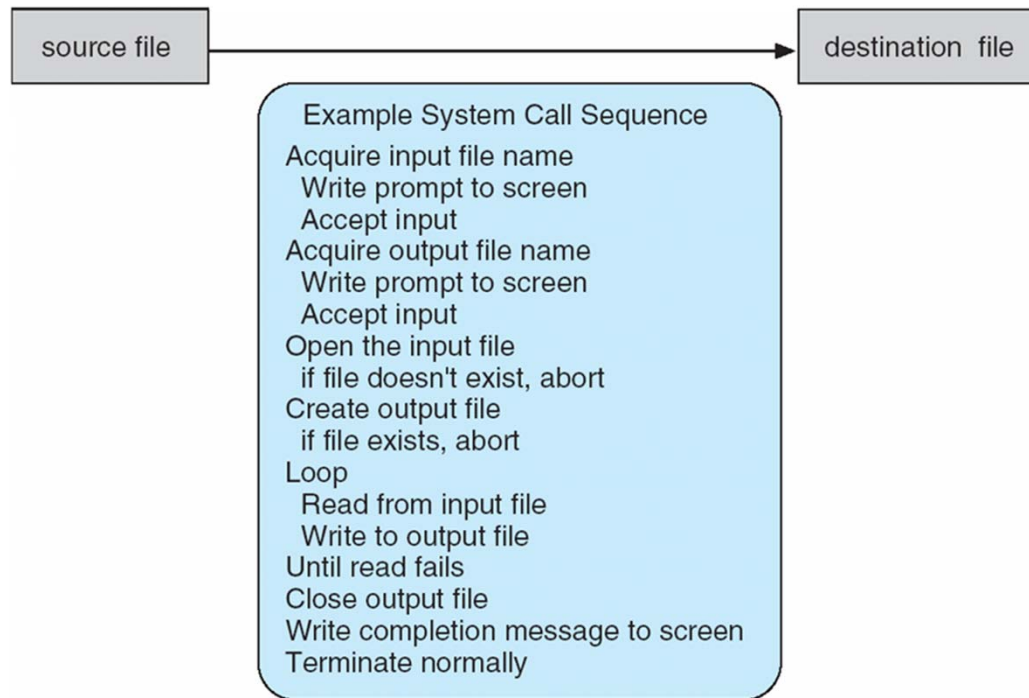 source file
destination file
Example System Call Sequence
Acquire input file name
Write prompt to screen
Accept input
Acquire output file name
Write prompt to screen
Accept input
Open the input file
if file doesn't exist, abort
Create output file
if file exists, abort
Loop
Read from input file
Write to output file
Until read fails
Close output file
Write completion message to screen
Terminate normally